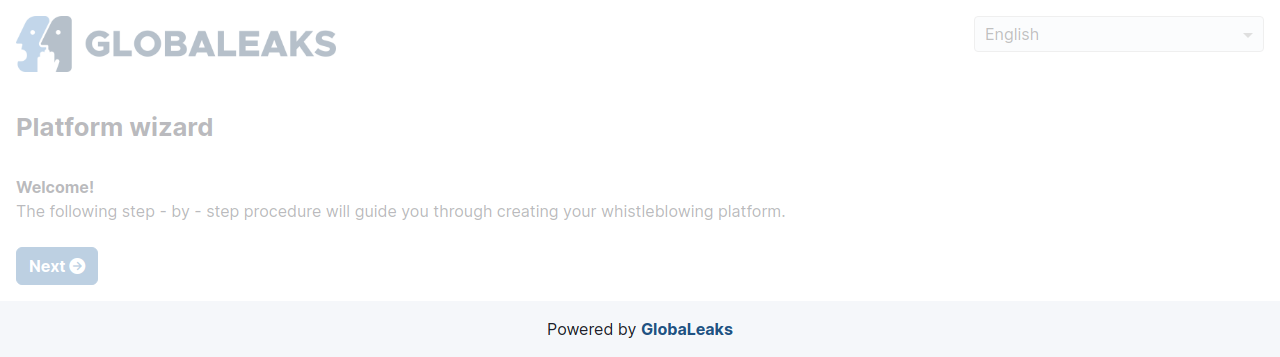 GLOBALEAKS
English
Platform wizard
Welcome!
The following step - by - step procedure will guide you through creating your whistleblowing platform.
Next
Powered by GlobaLeaks